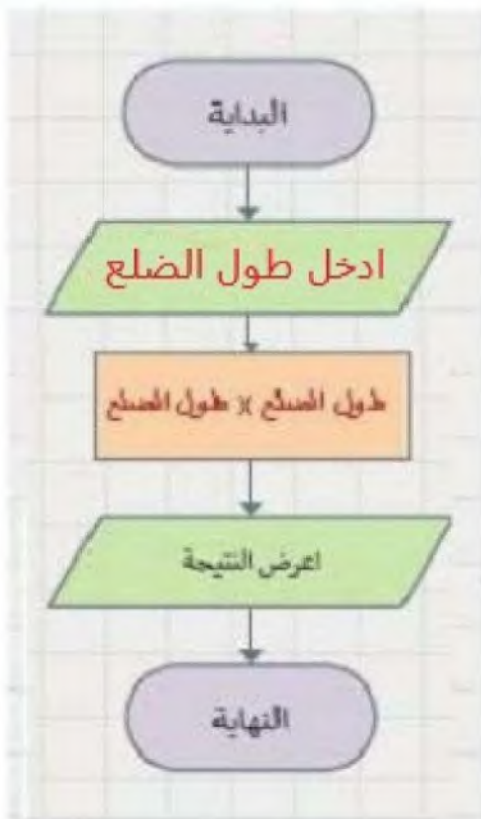 البداية
ادخل طول الضلع
طول الضلع x طول الضلع
اعرض النتيجة
النهاية